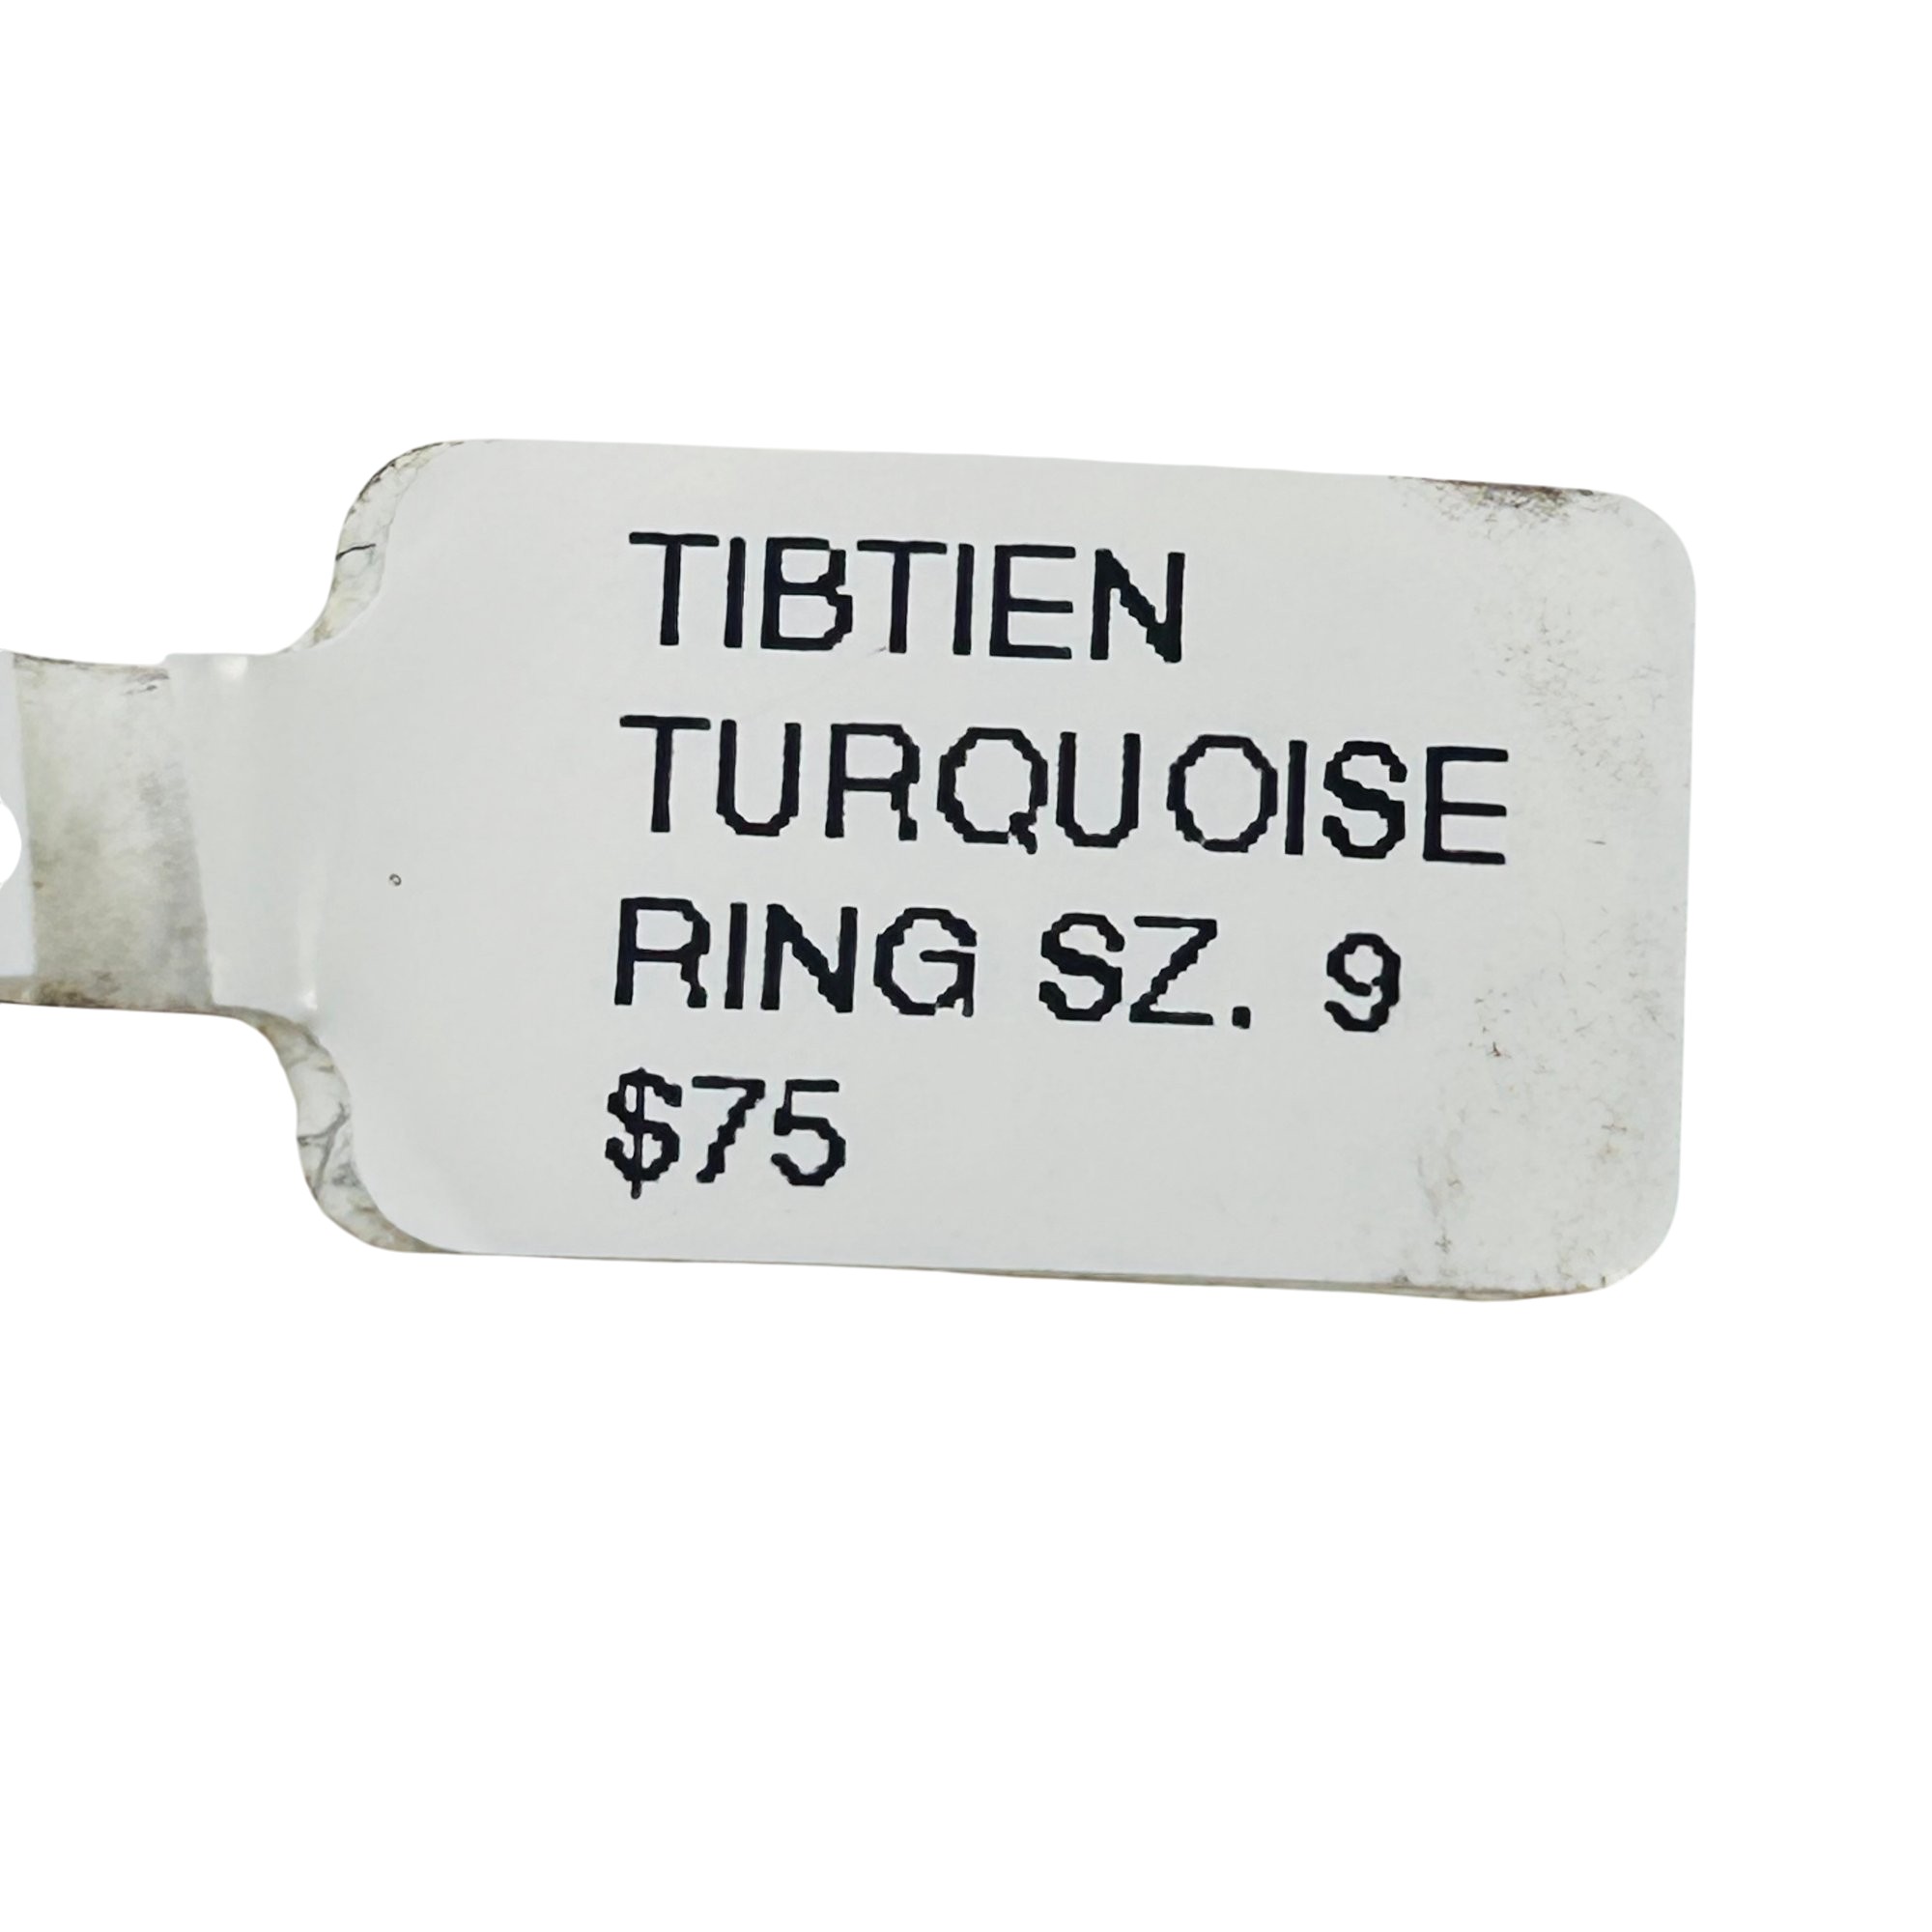 TIBTIEN
TURQUOISE
RING SZ. 9
$75